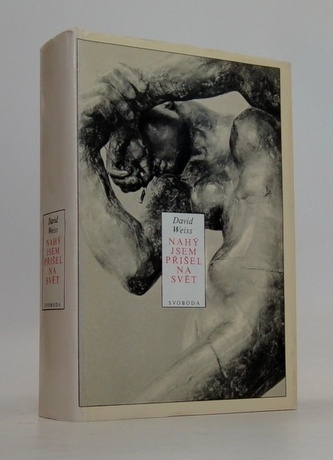 David
Weiss
NAHÝ
JSEM
PŘIŠEL
NA
SVĚT
SVOBODA
David
Weiss
NAHÝ
JSEM
PŘIŠEL
NA
SVĚT
SVOBODA